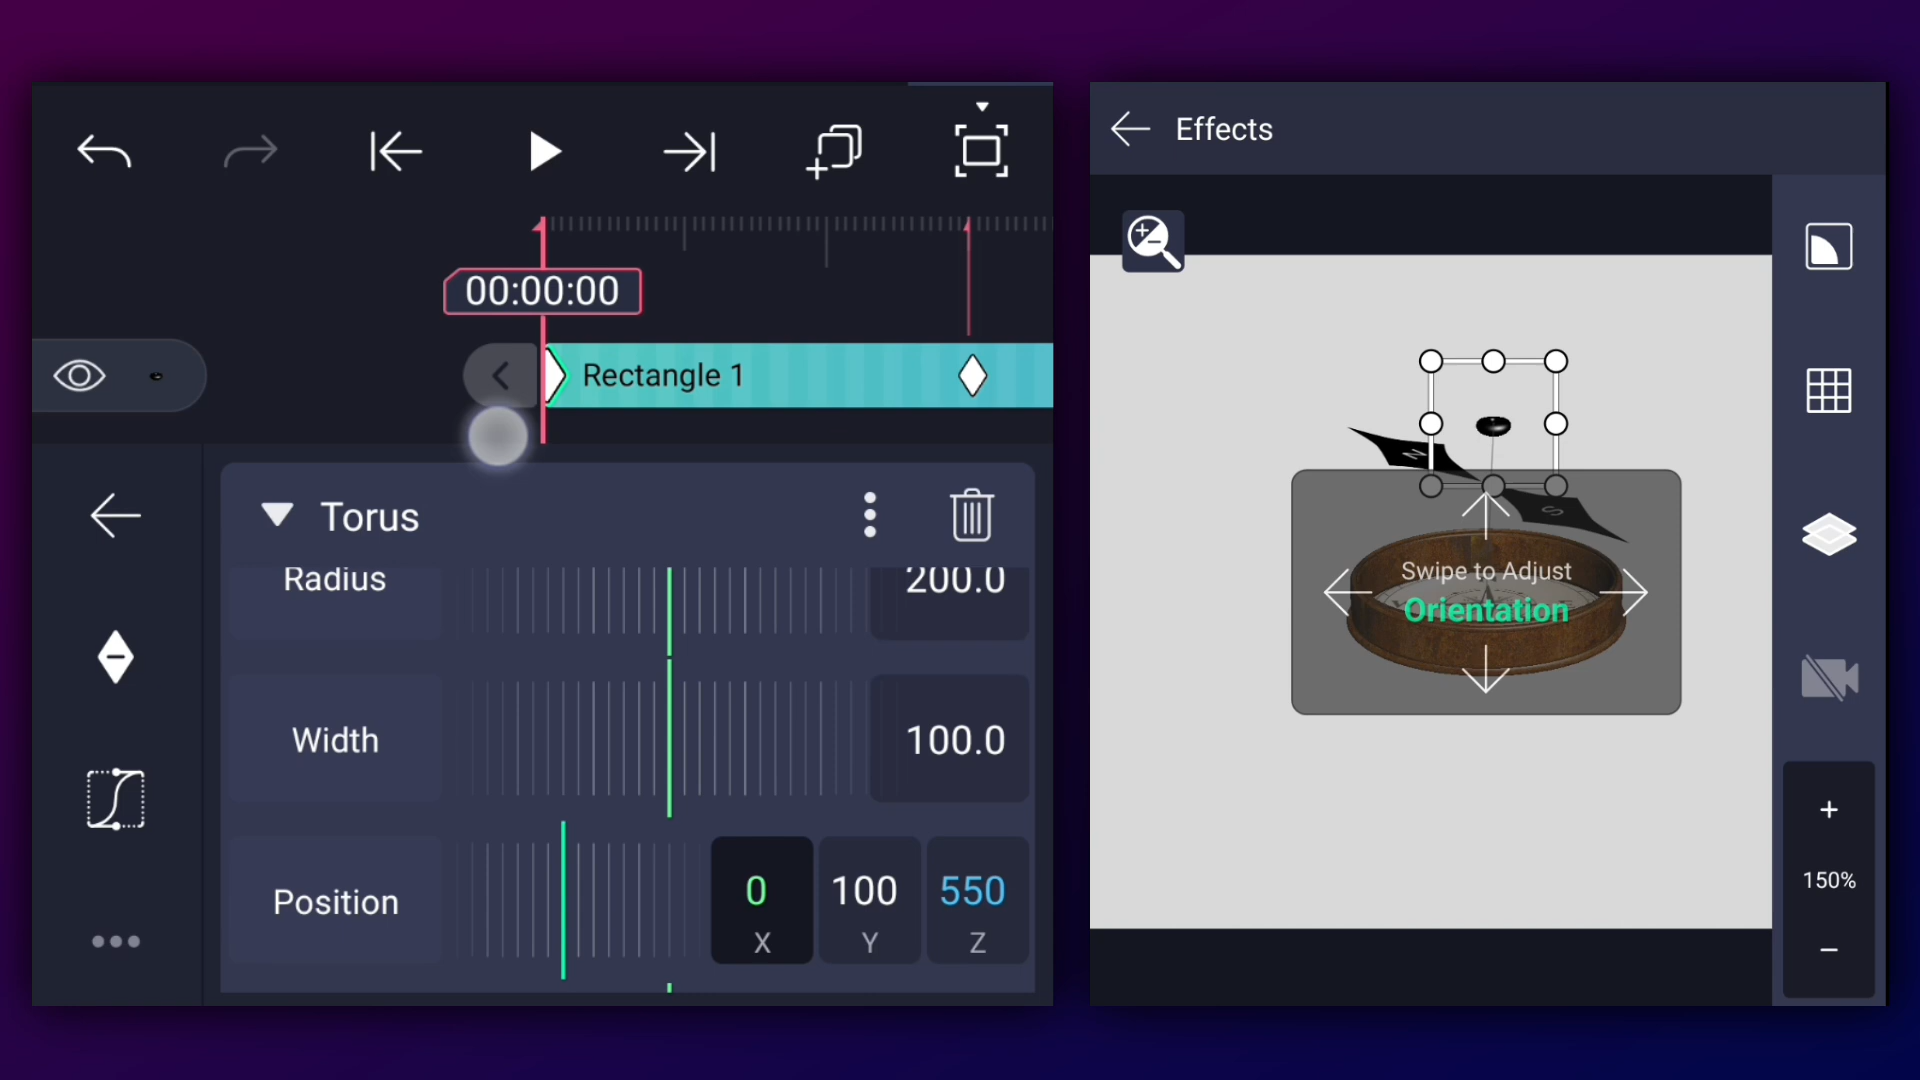 00:00:00
Rectangle 1
Torus
Radius
200.0
Width
100.0
Position
0
100
550
X
Y
Z
Effects
N
S
Swipe to Adjust
Orientation
+
150%
−